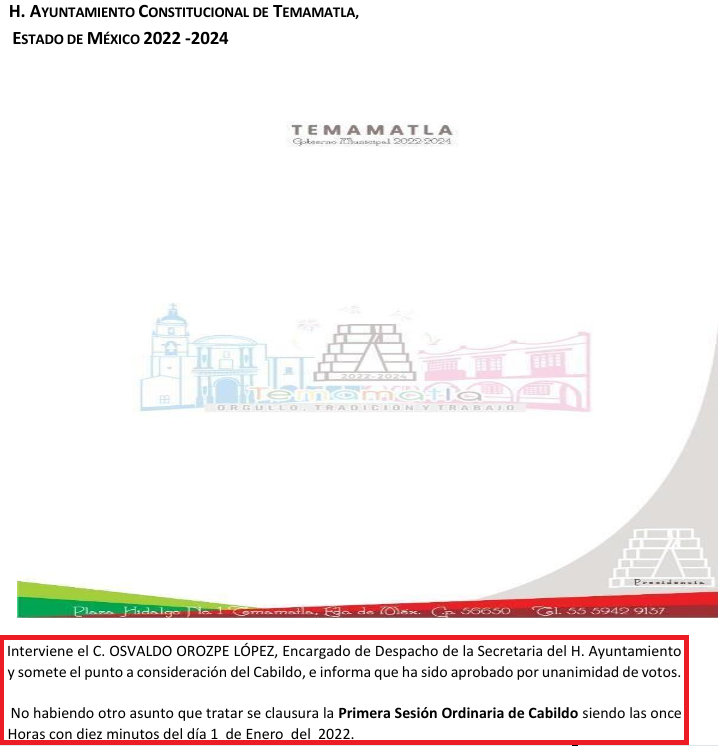 H. AYUNTAMIENTO CONSTITUCIONAL DE TEMAMATLA,
ESTADO DE MÉXICO 2022 -2024
TEMAMATLA
Gobierno Municipal 2022-2024
2022-2024
Temamatla
ORGULLO, TRADICIÓN Y TRABAJO
Presidencia
Plaza Hidalgo No 1 Temamatla, Edo. de Méx. Cp. 56650 Tel. 55 5942 9137
Interviene el C. OSVALDO OROZPE LÓPEZ, Encargado de Despacho de la Secretaria del H. Ayuntamiento
y somete el punto a consideración del Cabildo, e informa que ha sido aprobado por unanimidad de votos.
No habiendo otro asunto que tratar se clausura la Primera Sesión Ordinaria de Cabildo siendo las once
Horas con diez minutos del día 1 de Enero del 2022.